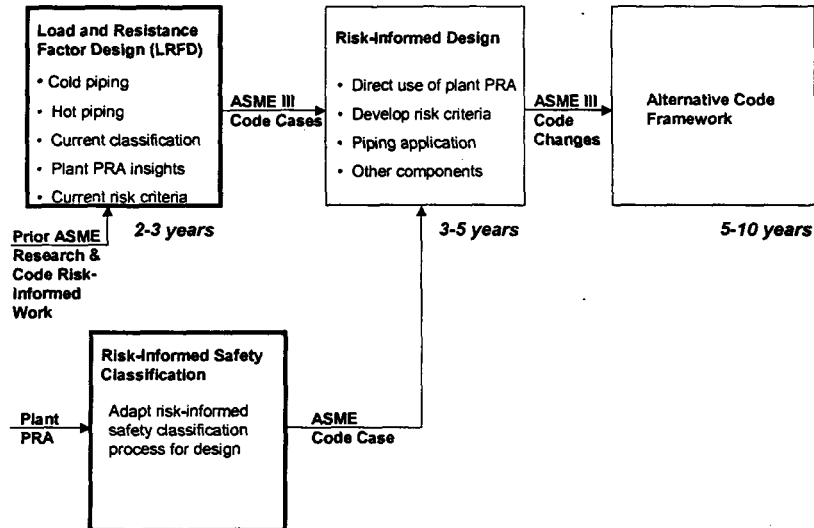 Load and Resistance
Factor Design (LRFD)
• Cold piping
• Hot piping
• Current classification
• Plant PRA insights
• Current risk criteria
ASME III
Code Cases
Risk-Informed Design
• Direct use of plant PRA
• Develop risk criteria
• Piping application
• Other components
ASME III
Code
Changes
Alternative Code
Framework
2-3 years
3-5 years
5-10 years
Prior ASME
Research &
Code Risk-
Informed
Work
Risk-Informed Safety
Classification
Adapt risk-informed
safety classification
process for design
Plant
PRA
ASME
Code Case